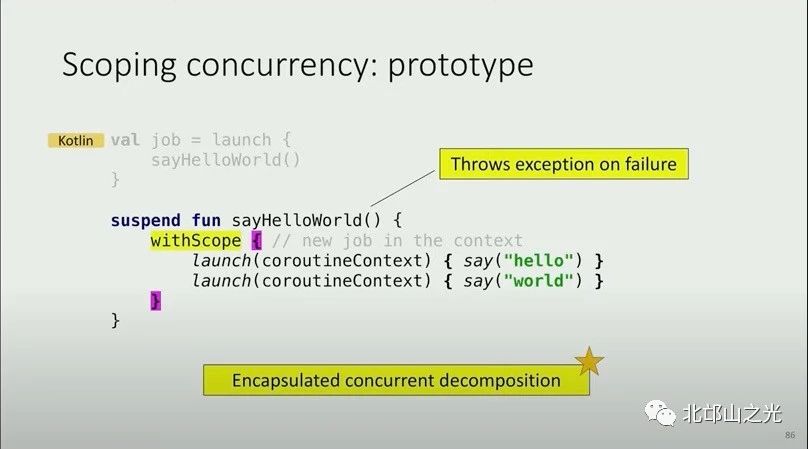 Scoping concurrency: prototype
Kotlin
val job = launch {
sayHelloWorld()
}
Throws exception on failure
suspend fun sayHelloWorld() {
withScope { // new job in the context
launch(coroutineContext) { say("hello") }
launch(coroutineContext) { say("world") }
}
}
Encapsulated concurrent decomposition
北邙山之光
86